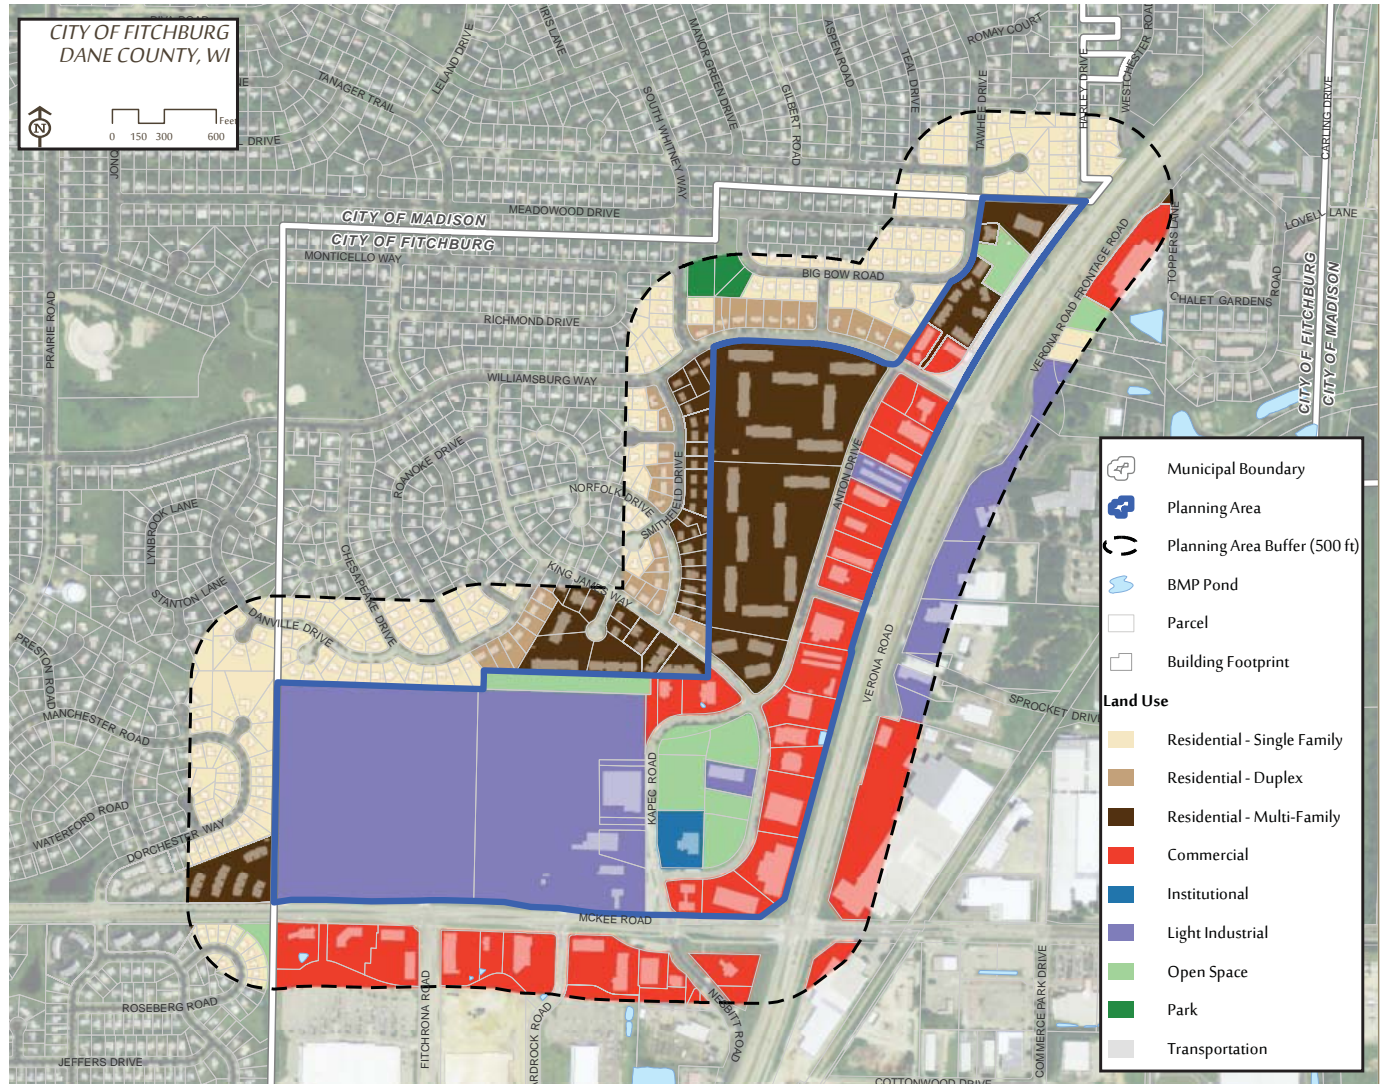 CITY OF FITCHBURG
DANE COUNTY, WI
N
Feet
0 150 300 600
IRIS LANE
LELAND DRIVE
MANOR GREEN DRIVE
ASPEN ROAD
ROMAY COURT
WESTCHESTER ROAD
HARLEY DRIVE
TANAGER TRAIL
SOUTH WHITNEY WAY
GILBERT ROAD
TEAL DRIVE
TAWHEE DRIVE
CARLING DRIVE
MEADOWOOD DRIVE
CITY OF MADISON
CITY OF FITCHBURG
MONTICELLO WAY
BIG BOW ROAD
LOVELL LANE
TOPPERS LANE
CHALET GARDENS ROAD
VERONA ROAD FRONTAGE ROAD
CITY OF FITCHBURG
CITY OF MADISON
PRAIRIE ROAD
RICHMOND DRIVE
WILLIAMSBURG WAY
ROANOKE DRIVE
NORFOLK DRIVE
SMITHFIELD DRIVE
ANTON DRIVE
LYNBROOK LANE
STANTON LANE
CHESAPEAKE DRIVE
KING JAMES WAY
DANVILLE DRIVE
PRESTON ROAD
MANCHESTER ROAD
VERONA ROAD
SPROCKET DRIVE
KAPEC ROAD
WATERFORD ROAD
DORCHESTER WAY
MCKEE ROAD
ROSEBERG ROAD
FITCHRONA ROAD
NESBITT ROAD
COMMERCE PARK DRIVE
JEFFERS DRIVE
COTTONWOOD DRIVE
Municipal Boundary
Planning Area
Planning Area Buffer (500 ft)
BMP Pond
Parcel
Building Footprint
Land Use
Residential - Single Family
Residential - Duplex
Residential - Multi-Family
Commercial
Institutional
Light Industrial
Open Space
Park
Transportation